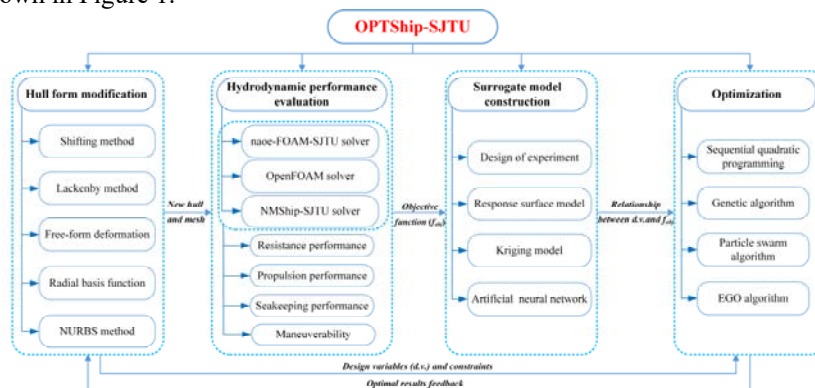 own in Figure 1.
OPTShip-SJTU
Hull form modification
Shifting method
Lackenby method
Free-form deformation
Radial basis function
NURBS method
New hull
and mesh
Hydrodynamic performance
evaluation
naoe-FOAM-SJTU solver
OpenFOAM solver
NMShip-SJTU solver
Resistance performance
Propulsion performance
Seakeeping performance
Maneuverability
Objective
function (fobj)
Surrogate model
construction
Design of experiment
Response surface model
Kriging model
Artificial neural network
Relationship
between d.v.and fobj
Optimization
Sequential quadratic
programming
Genetic algorithm
Particle swarm
algorithm
EGO algorithm
Design variables (d.v.) and constraints
Optimal results feedback